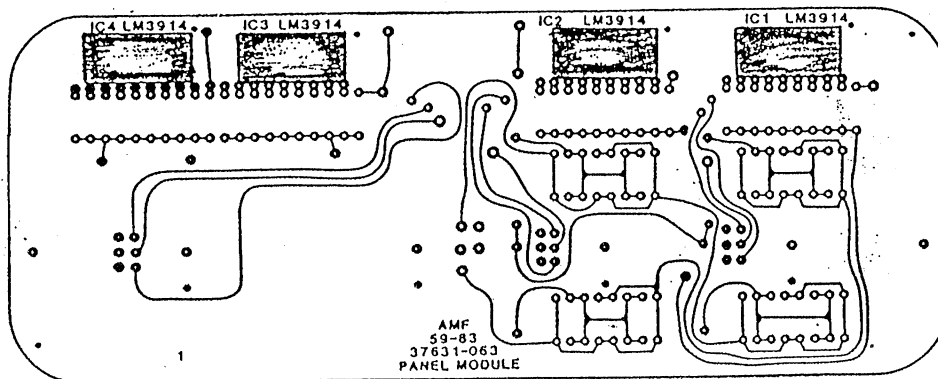 IC4 LM3914
IC3 LM3914
IC2 LM3914
IC1 LM3914
AMF
59-83
37631-063
PANEL MODULE
1